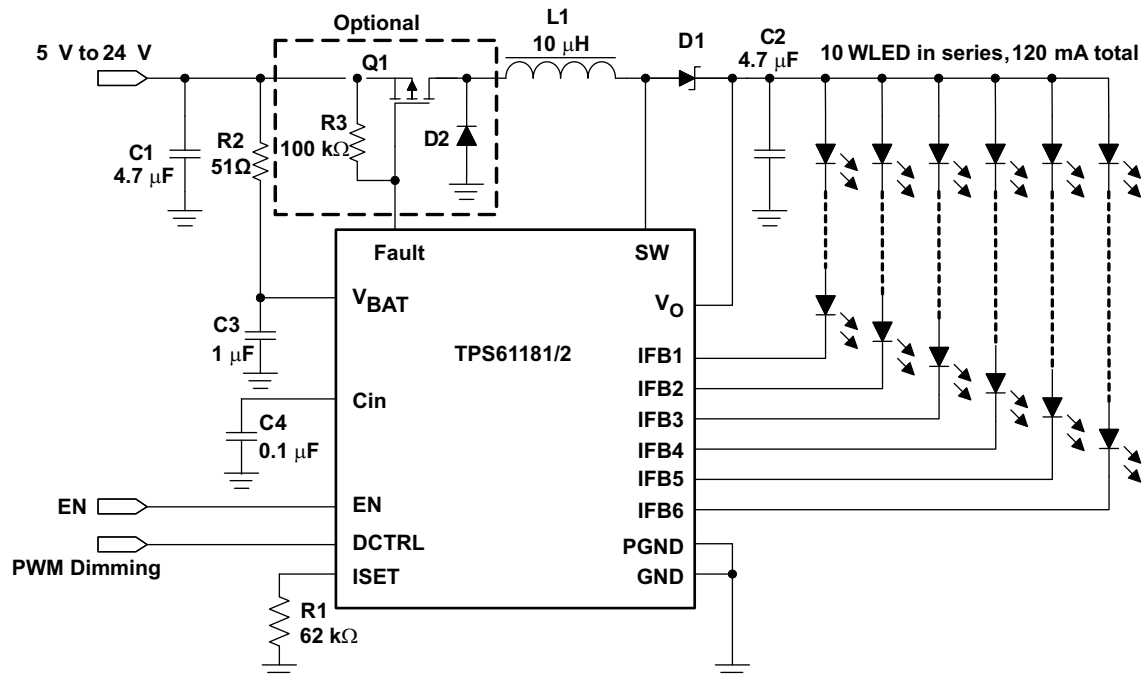 Optional
L1
10 μH
5 V to 24 V
Q1
D1
C2
4.7 μF
10 WLED in series, 120 mA total
R3
100 kΩ
D2
C1
4.7 μF
R2
51Ω
Fault
SW
VBAT
VO
C3
1 μF
TPS61181/2
IFB1
IFB2
Cin
IFB3
C4
0.1 μF
IFB4
IFB5
EN
EN
IFB6
DCTRL
PGND
PWM Dimming
ISET
GND
R1
62 kΩ